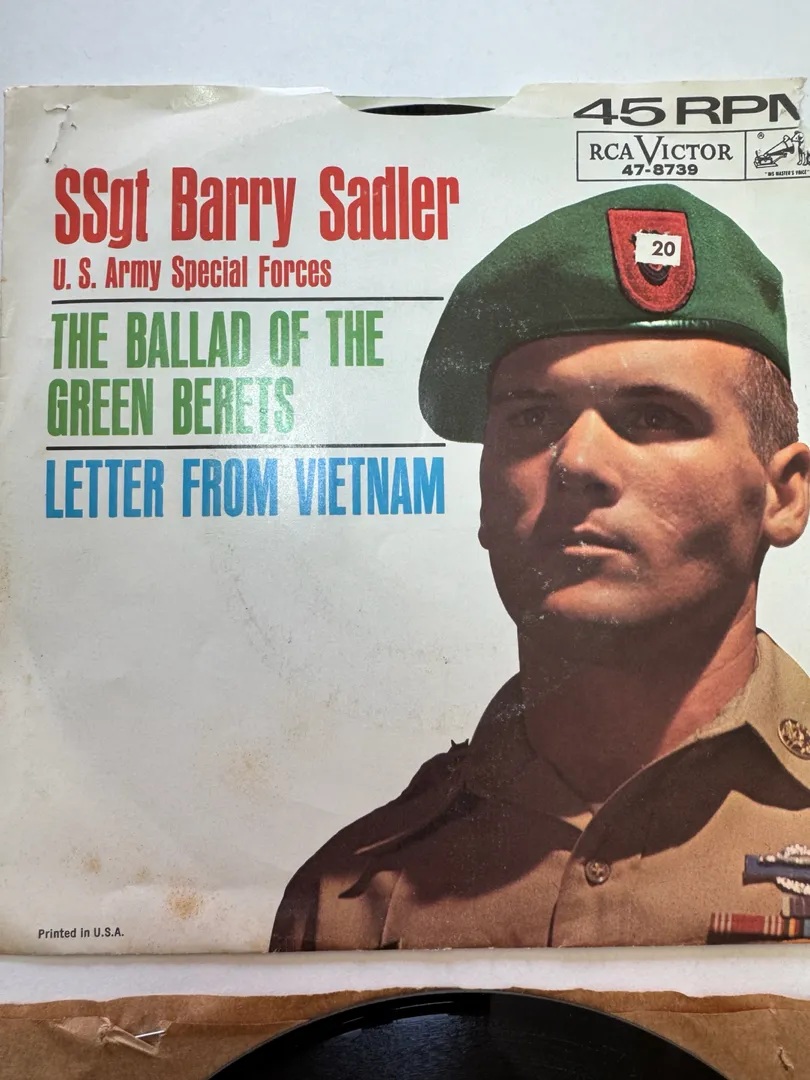 45 RPM
RCA VICTOR
47-8739
"HIS MASTER'S VOICE"
®
20
SSgt Barry Sadler
U. S. Army Special Forces
THE BALLAD OF THE
GREEN BERETS
LETTER FROM VIETNAM
Printed in U.S.A.